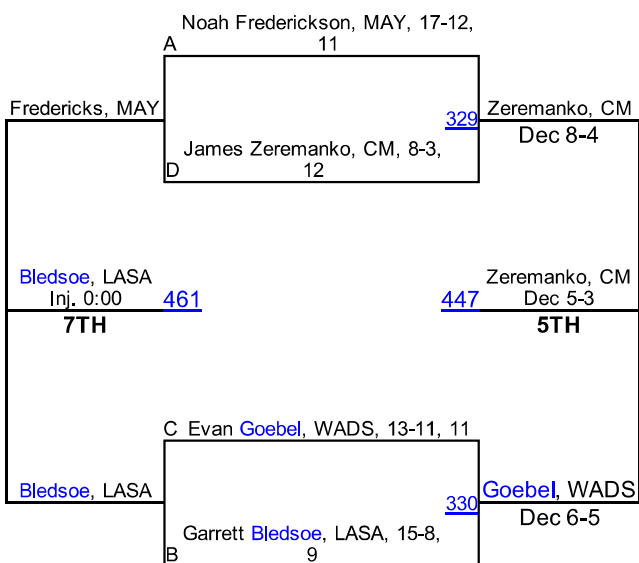 Noah Frederickson, MAY, 17-12,
11
A
Fredericks, MAY
329
Zeremanko, CM
Dec 8-4
James Zeremanko, CM, 8-3,
12
D
Bledsoe, LASA
Inj. 0:00
461
7TH
Zeremanko, CM
447
Dec 5-3
5TH
C Evan Goebel, WADS, 13-11, 11
Bledsoe, LASA
330
Goebel, WADS
Dec 6-5
Garrett Bledsoe, LASA, 15-8,
9
B